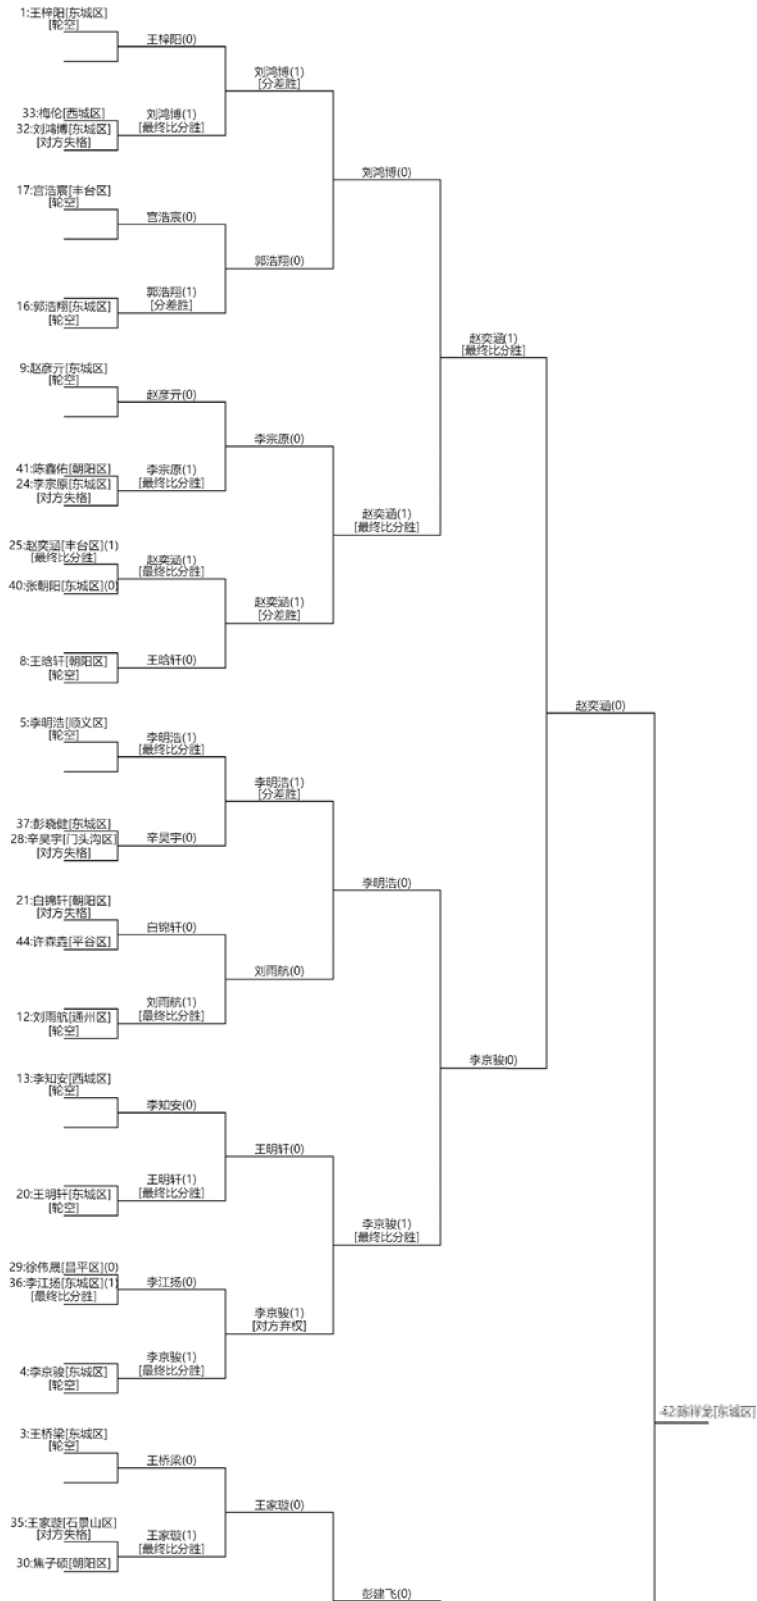 1:王梓阳[东城区]
[轮空]
王梓阳(0)
刘鸿博(1)
[分差胜]
33:梅伦[西城区]
32:刘鸿博[东城区]
[对方失格]
刘鸿博(1)
[最终比分胜]
刘鸿博(0)
17:宫浩宸[丰台区]
[轮空]
宫浩宸(0)
郭浩翔(0)
16:郭浩翔[东城区]
[轮空]
郭浩翔(1)
[分差胜]
赵奕涵(1)
[最终比分胜]
9:赵彦亓[东城区]
[轮空]
赵彦亓(0)
李宗原(0)
41:陈鑫佑[朝阳区]
24:李宗原[东城区]
[对方失格]
李宗原(1)
[最终比分胜]
赵奕涵(1)
[最终比分胜]
25:赵奕涵[丰台区](1)
[最终比分胜]
40:张朝阳[东城区](0)
赵奕涵(1)
[最终比分胜]
赵奕涵(1)
[分差胜]
8:王晗轩[朝阳区]
[轮空]
王晗轩(0)
赵奕涵(0)
5:李明浩[顺义区]
[轮空]
李明浩(1)
[最终比分胜]
李明浩(1)
[分差胜]
37:彭晓健[东城区]
28:辛昊宇[门头沟区]
[对方失格]
辛昊宇(0)
李明浩(0)
21:白锦轩[朝阳区]
[对方失格]
44:许森垚[平谷区]
白锦轩(0)
刘雨航(0)
12:刘雨航[通州区]
[轮空]
刘雨航(1)
[最终比分胜]
李京骏(0)
13:李知安[西城区]
[轮空]
李知安(0)
王明轩(0)
20:王明轩[东城区]
[轮空]
王明轩(1)
[最终比分胜]
李京骏(1)
[最终比分胜]
29:徐伟晟[昌平区](0)
36:李江扬[东城区](1)
[最终比分胜]
李江扬(0)
李京骏(1)
[对方弃权]
4:李京骏[东城区]
[轮空]
李京骏(1)
[最终比分胜]
42:陈祥龙[东城区]
3:王桥梁[东城区]
[轮空]
王桥梁(0)
王家璇(0)
35:王家璇[石景山区]
[对方失格]
30:焦子硕[朝阳区]
王家璇(1)
[最终比分胜]
彭建飞(0)